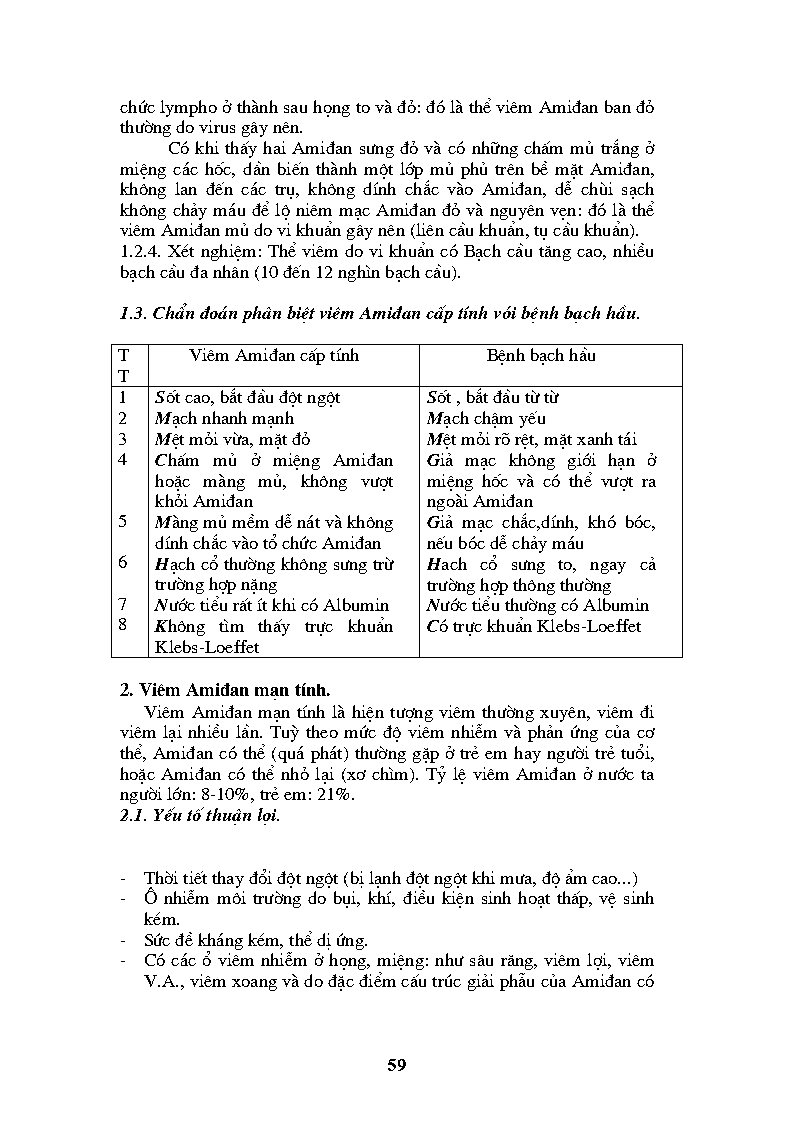 chức lympho ở thành sau họng to và đỏ: đó là thể viêm Amiđan ban đỏ
thường do virus gây nên.
Có khi thấy hai Amiđan sưng đỏ và có những chấm mủ trắng ở
miệng các hốc, dần biến thành một lớp mủ phủ trên bề mặt Amiđan,
không lan đến các trụ, không dính chắc vào Amiđan, dễ chùi sạch
không chảy máu để lộ niêm mạc Amiđan đỏ và nguyên vẹn: đó là thể
viêm Amiđan mủ do vi khuẩn gây nên (liên cầu khuẩn, tụ cầu khuẩn).
1.2.4. Xét nghiệm: Thể viêm do vi khuẩn có Bạch cầu tăng cao, nhiều
bạch cầu đa nhân (10 đến 12 nghìn bạch cầu).
1.3. Chẩn đoán phân biệt viêm Amiđan cấp tính vói bệnh bạch hầu.
T Viêm Amiđan cấp tính Bệnh bạch hầu
T
1 Sốt cao, bắt đầu đột ngột Sốt , bắt đầu từ từ
2 Mạch nhanh mạnh Mạch chậm yếu
3 Mệt mỏi vừa, mặt đỏ Mệt mỏi rõ rệt, mặt xanh tái
4 Chấm mủ ở miệng Amiđan Giả mạc không giới hạn ở
hoặc màng mủ, không vượt miệng hốc và có thể vượt ra
khỏi Amiđan ngoài Amiđan
5 Màng mủ mềm dễ nát và không Giả mạc chắc,dính, khó bóc,
dính chắc vào tổ chức Amiđan nếu bóc dễ chảy máu
6 Hạch cổ thường không sưng trừ Hach cổ sưng to, ngay cả
trường hợp nặng trường hợp thông thường
7 Nước tiểu rất ít khi có Albumin Nước tiểu thường có Albumin
8 Không tìm thấy trực khuẩn Có trực khuẩn Klebs-Loeffet
Klebs-Loeffet
2. Viêm Amiđan mạn tính.
Viêm Amiđan mạn tính là hiện tượng viêm thường xuyên, viêm đi
viêm lại nhiều lần. Tuỳ theo mức độ viêm nhiễm và phản ứng của cơ
thể, Amiđan có thể (quá phát) thường gặp ở trẻ em hay người trẻ tuổi,
hoặc Amiđan có thể nhỏ lại (xơ chìm). Tỷ lệ viêm Amiđan ở nước ta
người lớn: 8-10%, trẻ em: 21%.
2.1. Yếu tố thuận lọi.
- Thời tiết thay đổi đột ngột (bị lạnh đột ngột khi mưa, độ ẩm cao...)
- Ô nhiễm môi trường do bụi, khí, điều kiện sinh hoạt thấp, vệ sinh
kém.
- Sức đề kháng kém, thể dị ứng.
- Có các ổ viêm nhiễm ở họng, miệng: như sâu răng, viêm lợi, viêm
V.A., viêm xoang và do đặc điểm cấu trúc giải phẫu của Amiđan có
59